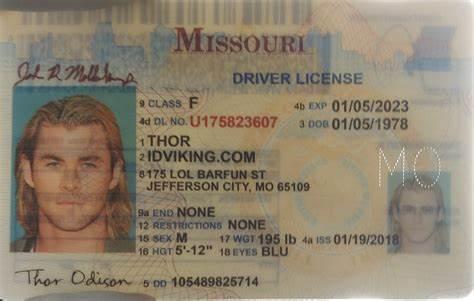 MISSOURI
DRIVER LICENSE
9 CLASS F
4b EXP 01/05/2023
4d DL NO. U175823607
3 DOB 01/05/1978
1 THOR
2 IDVIKING.COM
8 175 LOL BARFUN ST
JEFFERSON CITY, MO 65109
MO
9a END NONE
12 RESTRICTIONS NONE
15 SEX M
17 WGT 195 lb
4a ISS 01/19/2018
16 HGT 5'-12"
18 EYES BLU
Thor Odison
5 DD 105489825714